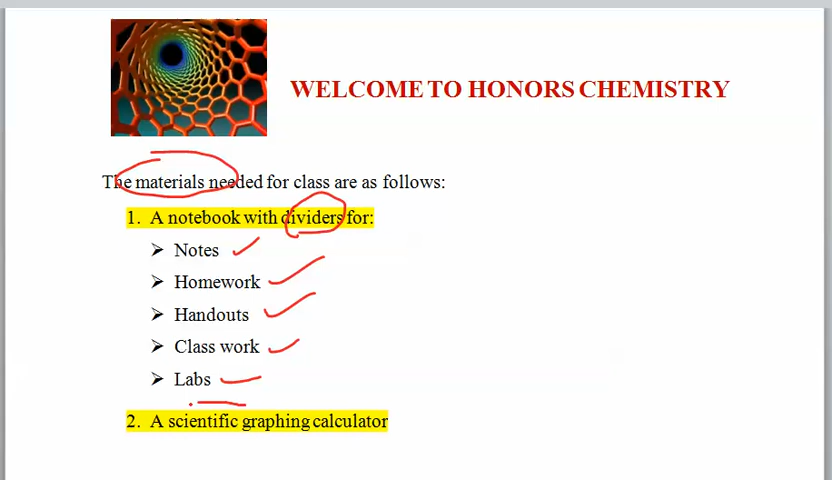 WELCOME TO HONORS CHEMISTRY
The materials needed for class are as follows:
1. A notebook with dividers for:
➢ Notes
➢ Homework
➢ Handouts
➢ Class work
➢ Labs
2. A scientific graphing calculator